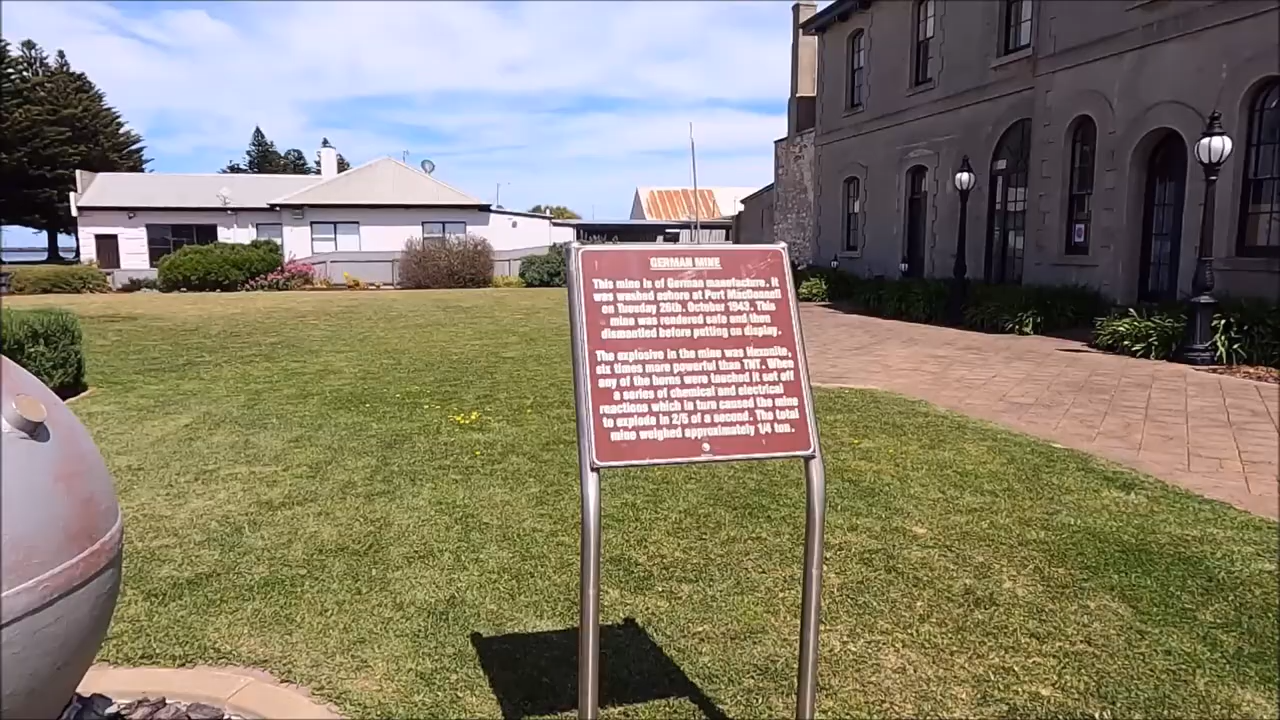 GERMAN MINE
This mine is of German manufacture. It
was washed ashore at Port MacDonnell
on Tuesday 26th. October 1943. This
mine was rendered safe and then
dismantled before putting on display.
The explosive in the mine was Hexonite,
six times more powerful than TNT. When
any of the horns were touched it set off
a series of chemical and electrical
reactions which in turn caused the mine
to explode in 2/5 of a second. The total
mine weighed approximately 1/4 ton.